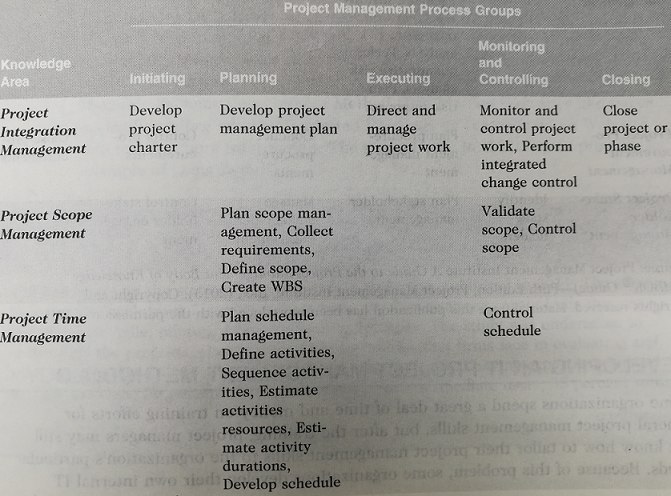 Project Management Process Groups
Knowledge Area
Initiating
Planning
Executing
Monitoring and Controlling
Closing
Project Integration Management
Develop project charter
Develop project management plan
Direct and manage project work
Monitor and control project work, Perform integrated change control
Close project or phase
Project Scope Management
Plan scope man-
agement, Collect
requirements,
Define scope,
Create WBS
Validate
scope, Control
scope
Project Time
Management
Plan schedule
management,
Define activities,
Sequence activ-
ities, Estimate
activities
resources, Esti-
mate activity
durations,
Develop schedule
Control
schedule